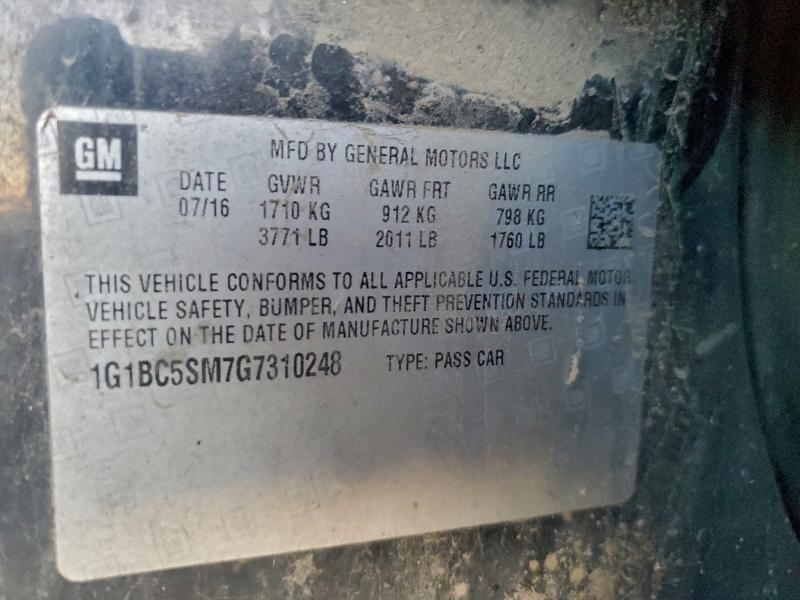 GM
MFD BY GENERAL MOTORS LLC
DATE GVWR GAWR FRT GAWR RR
07/16 1710 KG 912 KG 798 KG
3771 LB 2011 LB 1760 LB
THIS VEHICLE CONFORMS TO ALL APPLICABLE U.S. FEDERAL MOTOR
VEHICLE SAFETY, BUMPER, AND THEFT PREVENTION STANDARDS IN
EFFECT ON THE DATE OF MANUFACTURE SHOWN ABOVE.
1G1BC5SM7G7310248 TYPE: PASS CAR